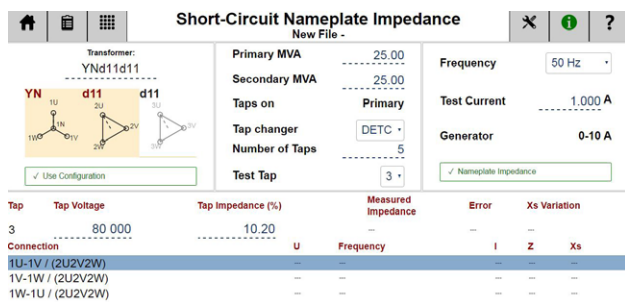 Short-Circuit Nameplate Impedance
New File -
?
Transformer:
YNd11d11
YN d11 d11
1U 2U 3U
1N 2V 3V
1W 1V
2W 3W
✓ Use Configuration
Primary MVA 25.00
Secondary MVA 25.00
Taps on Primary
Tap changer DETC
Number of Taps 5
Test Tap 3
Frequency 50 Hz
Test Current 1.000 A
Generator 0-10 A
✓ Nameplate Impedance
Tap Tap Voltage Tap Impedance (%) Measured Impedance Error Xs Variation
3 80 000 10.20 -- -- --
Connection U Frequency I Z Xs
1U-1V / (2U2V2W) -- -- -- -- --
1V-1W / (2U2V2W) -- -- -- -- --
1W-1U / (2U2V2W) -- -- -- -- --